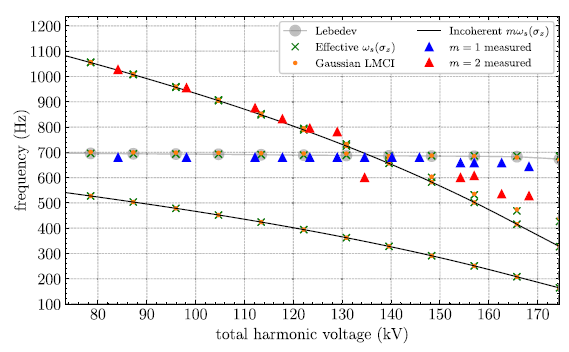 Lebedev
Effective ωₛ(σ_z)
Gaussian LMCI
Incoherent mωₛ(σ_z)
m = 1 measured
m = 2 measured
frequency (Hz)
1200
1100
1000
900
800
700
600
500
400
300
200
100
80 90 100 110 120 130 140 150 160 170
total harmonic voltage (kV)